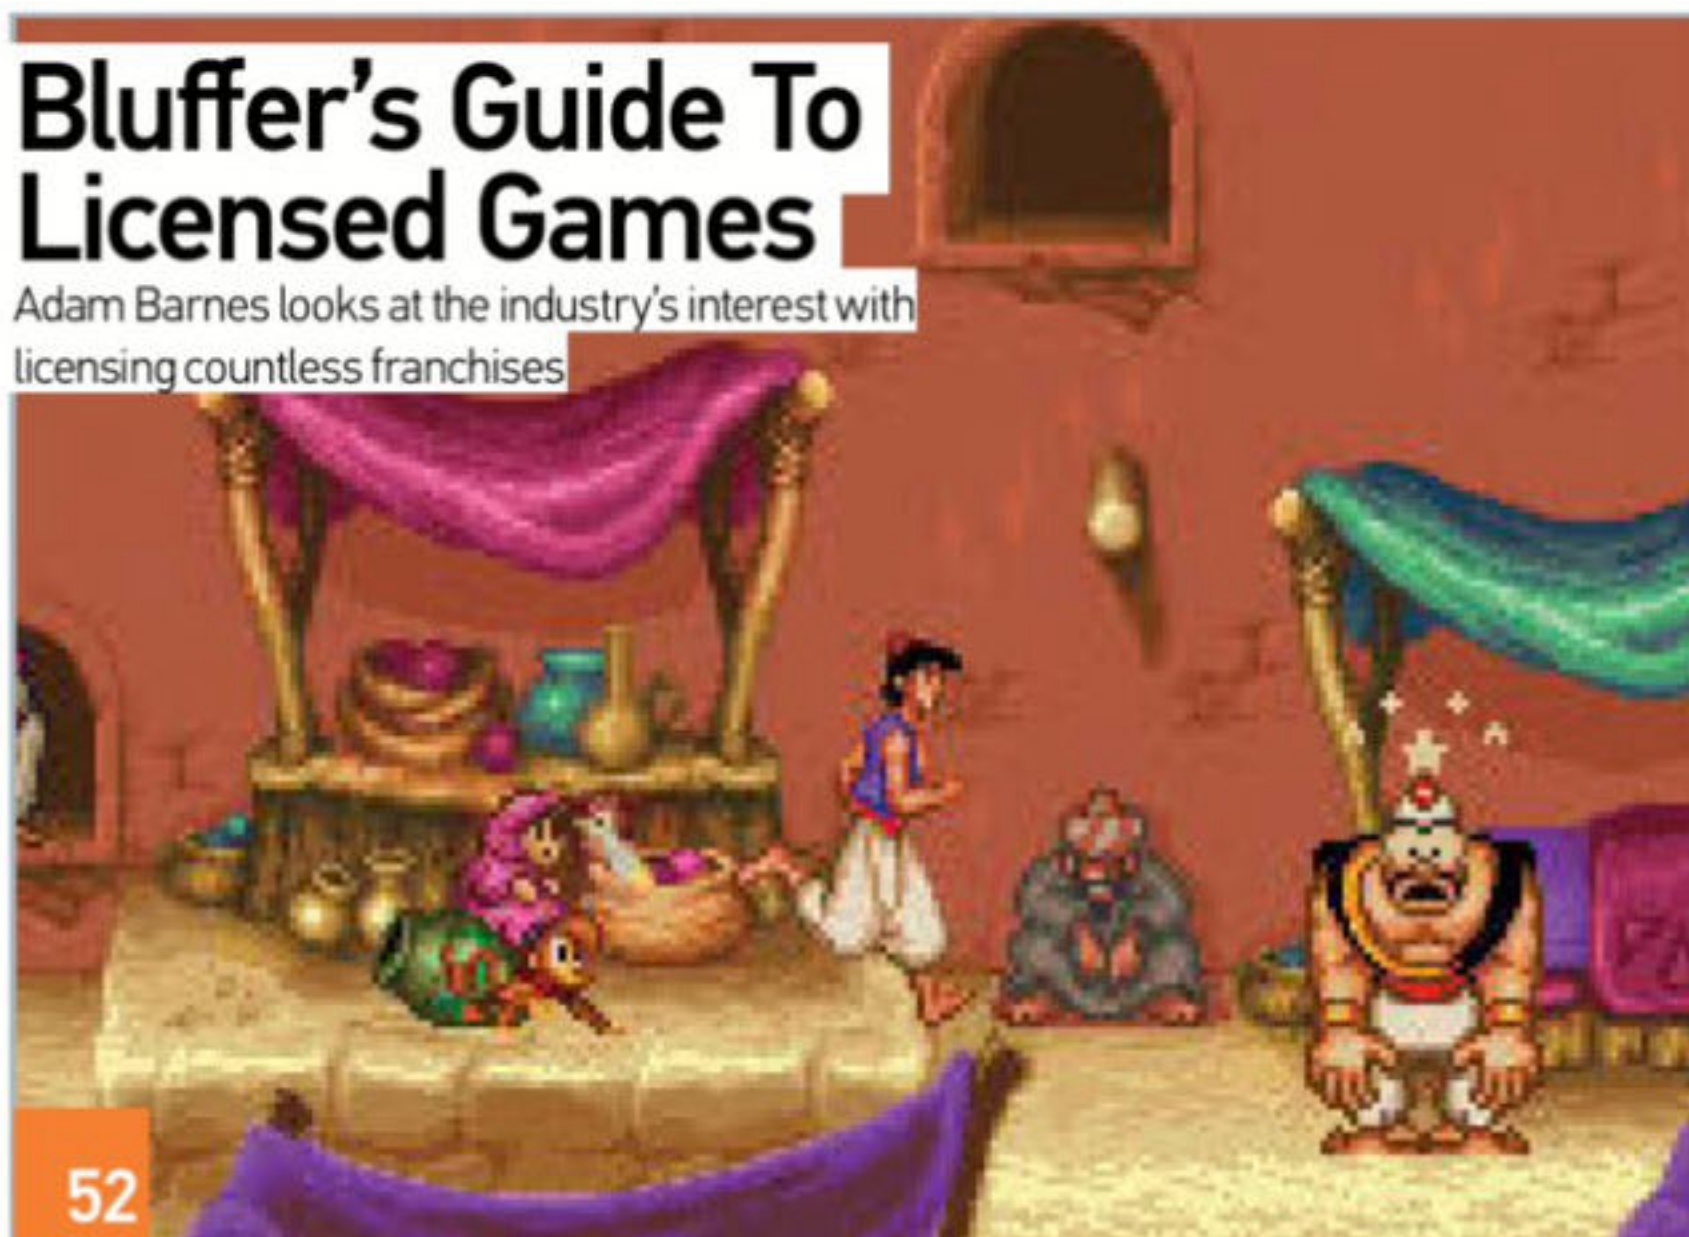 Bluffer's Guide To
Licensed Games
Adam Barnes looks at the industry's interest with
licensing countless franchises
52